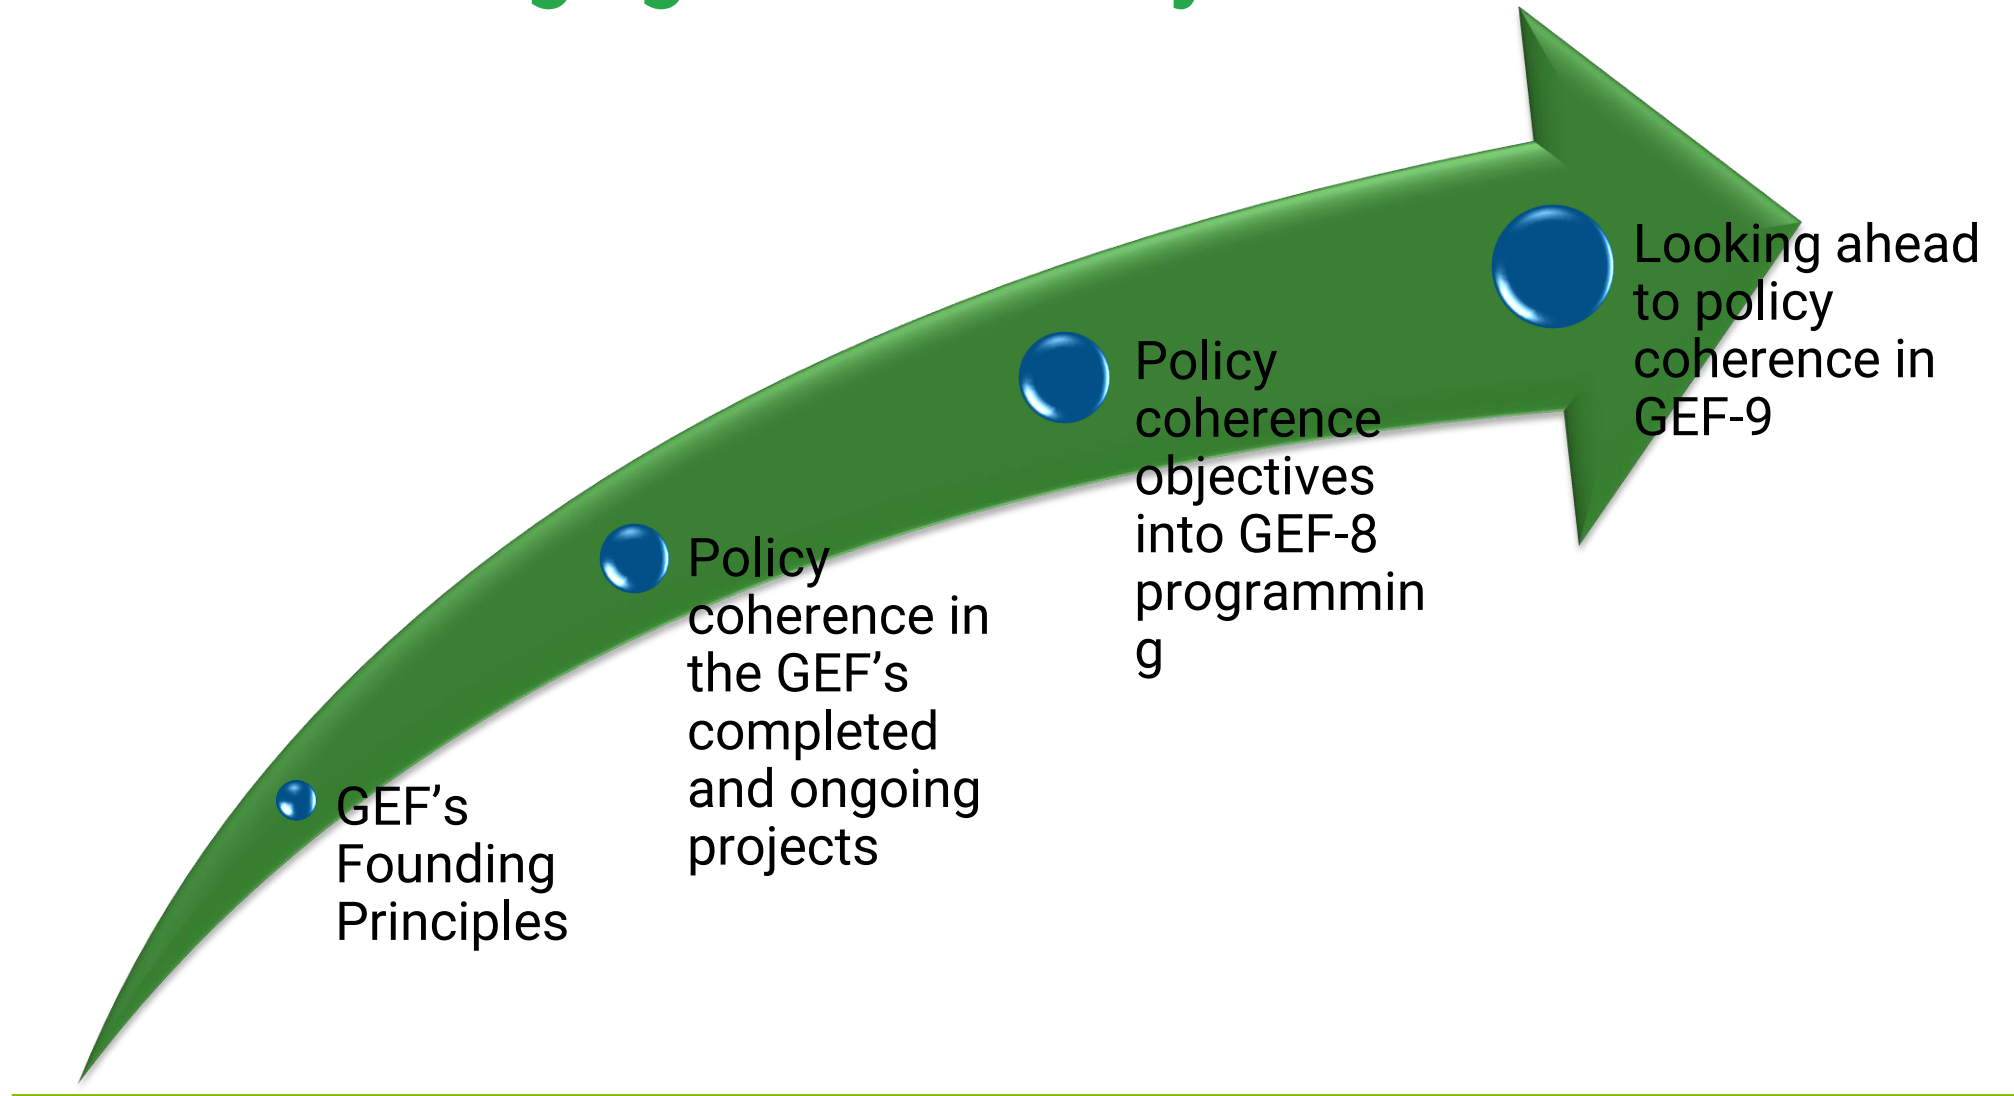 GEF’s
Founding
Principles
Policy
coherence in
the GEF’s
completed
and ongoing
projects
Policy
coherence
objectives
into GEF-8
programmin
g
Looking ahead
to policy
coherence in
GEF-9